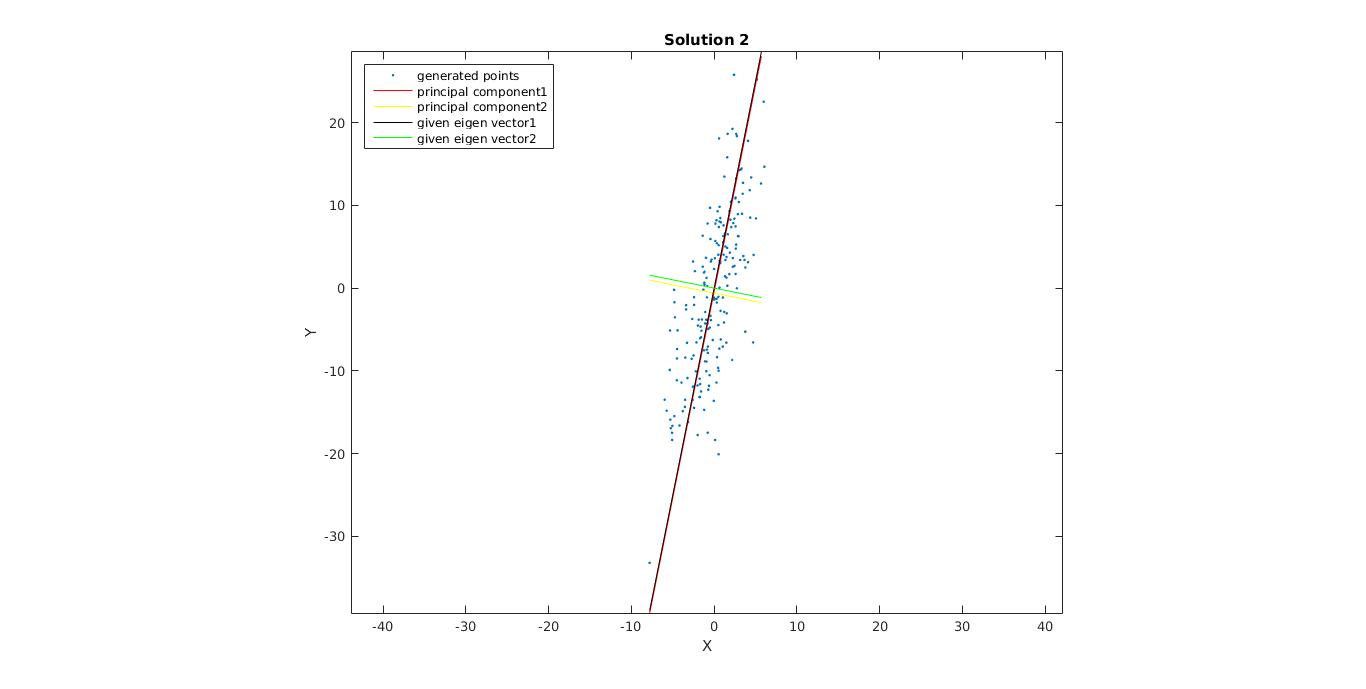 Solution 2
generated points
principal component1
principal component2
given eigen vector1
given eigen vector2
20
10
0
-10
-20
-30
Y
-40 -30 -20 -10 0 10 20 30 40
X